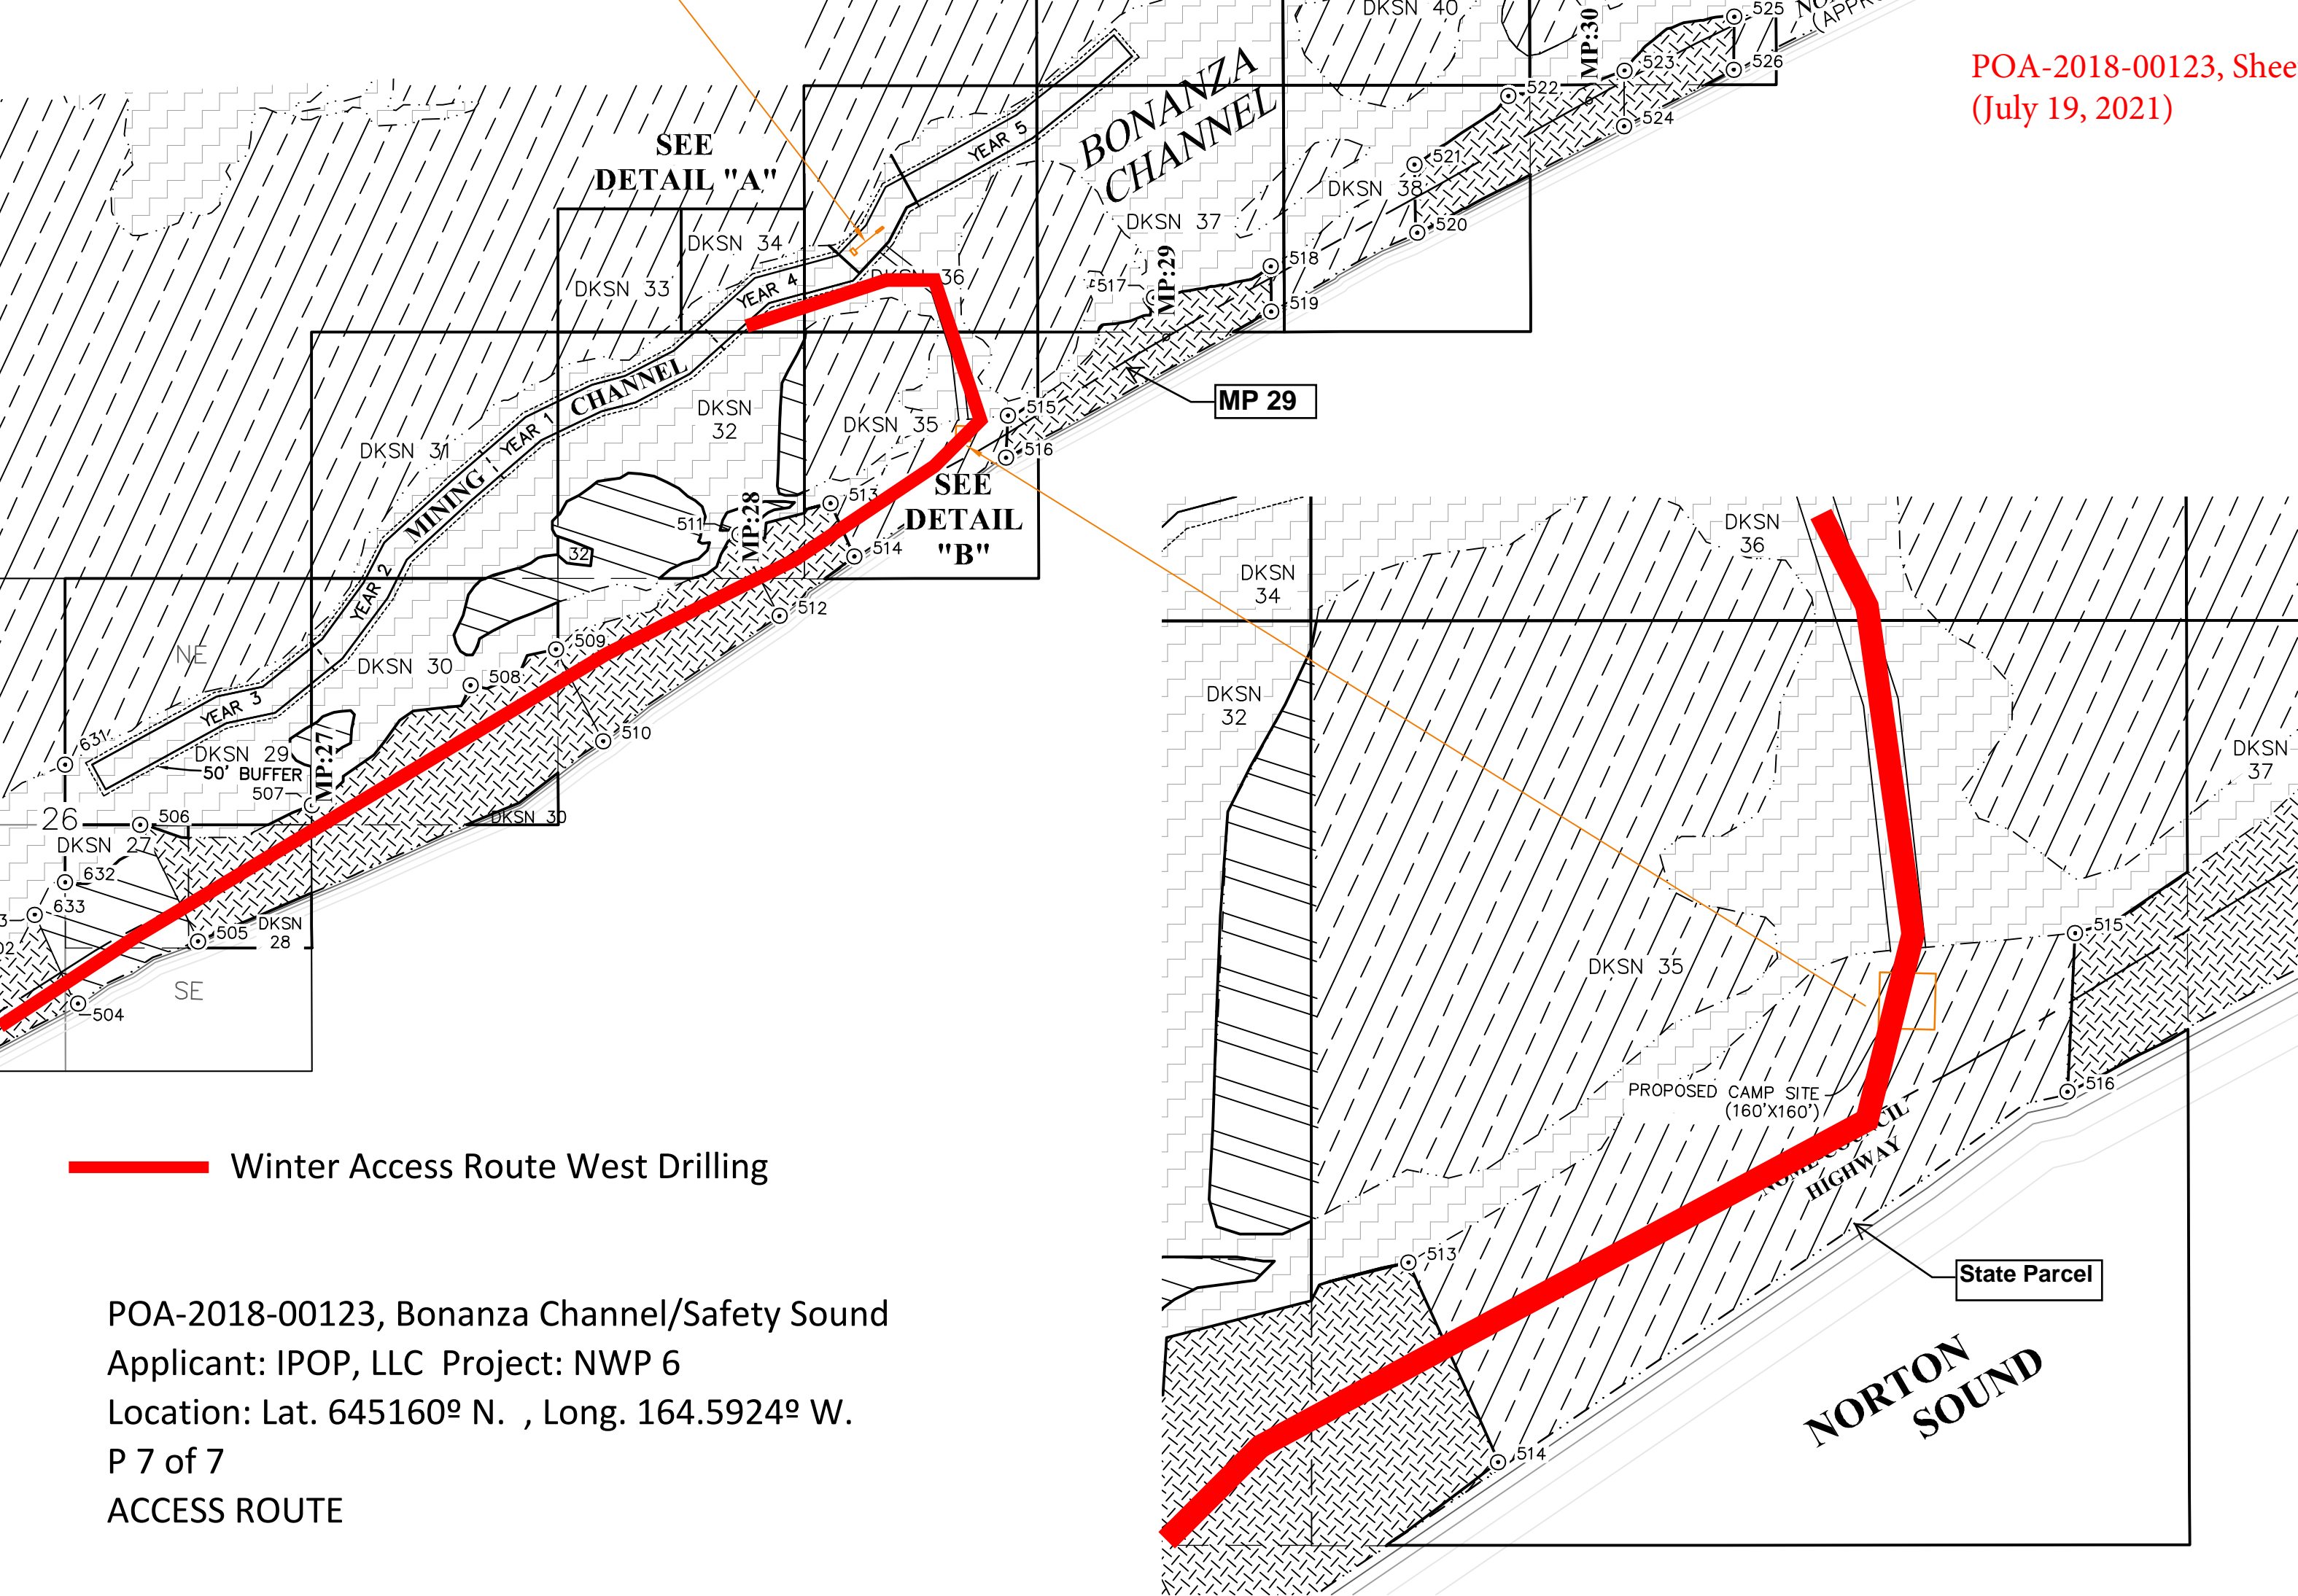 DKSN 40
MP:30
525
523
526
522
524
POA-2018-00123, Shee
(July 19, 2021)
BONANZA
CHANNEL
SEE
DETAIL "A"
YEAR 5
521
DKSN 38
520
DKSN 37
DKSN 34
DKSN 33
YEAR 4
DKSN 36
MP:29
517
518
519
MP 29
CHANNEL
DKSN
32
DKSN 35
515
516
DKSN 31
YEAR 1
MINING
SEE
DETAIL
"B"
513
511
MP:28
514
32
512
YEAR 2
509
NE
DKSN 30
508
YEAR 3
510
631
DKSN 29
50' BUFFER
507
MP:27
26
506
DKSN 30
DKSN 27
632
633
3
02
505
DKSN
28
SE
504
DKSN
36
DKSN
34
DKSN
32
DKSN
37
DKSN 35
515
516
PROPOSED CAMP SITE
(160'X160')
HIGHWAY
513
State Parcel
514
NORTON
SOUND
Winter Access Route West Drilling
POA-2018-00123, Bonanza Channel/Safety Sound
Applicant: IPOP, LLC  Project: NWP 6
Location: Lat. 645160º N.  , Long. 164.5924º W.
P 7 of 7
ACCESS ROUTE